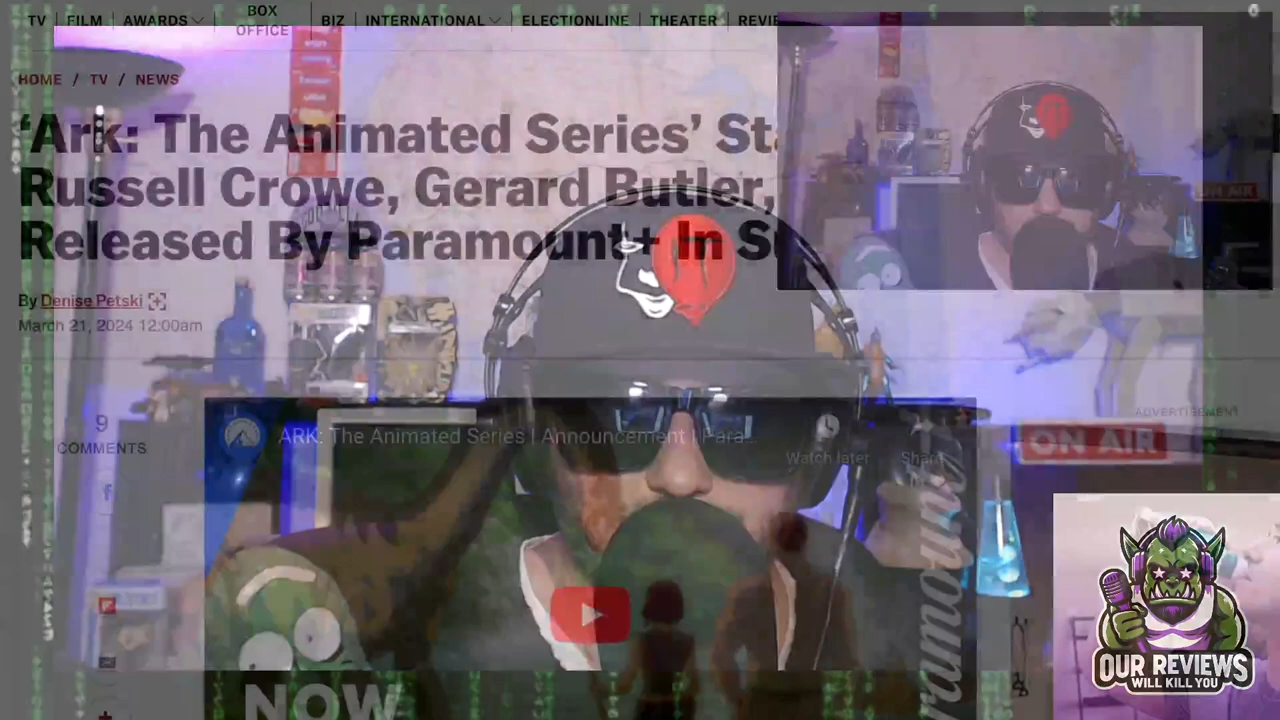 TV | FILM | AWARDS | BOX OFFICE | BIZ | INTERNATIONAL | ELECTIONLINE | THEATER
HOME / TV / NEWS
‘Ark: The Animated Series’
Russell Crowe, Gerard Butler,
Released By Paramount+ In
By Denise Petski
March 21, 2024 12:00am
9
COMMENTS
ADVERTISEMENT
ARK: The Animated Series | Announcement | Para...
Watch later
Share
ON AIR
ON AIR
NOW
OUR REVIEWS
WILL KILL YOU